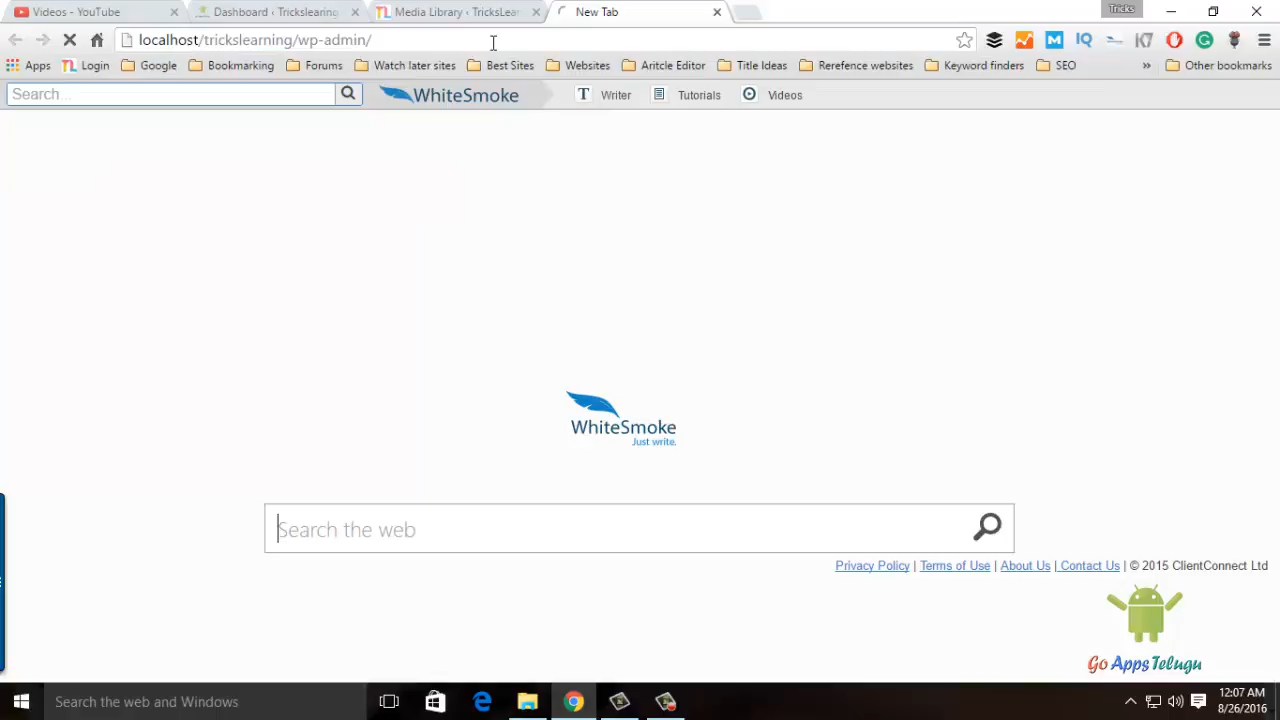 Videos - YouTube
Dashboard ‹ Trickslearing
Media Library ‹ TricksLear
New Tab
Tricks
localhost/trickslearning/wp-admin/
Apps
Login
Google
Bookmarking
Forums
Watch later sites
Best Sites
Websites
Aritcle Editor
Title Ideas
Rerefence websites
Keyword finders
SEO
»
Other bookmarks
Search...
WhiteSmoke
Writer
Tutorials
Videos
WhiteSmoke
Just write.
Search the web
Privacy Policy | Terms of Use | About Us | Contact Us | © 2015 ClientConnect Ltd
Go Apps Telugu
Search the web and Windows
12:07 AM
8/26/2016